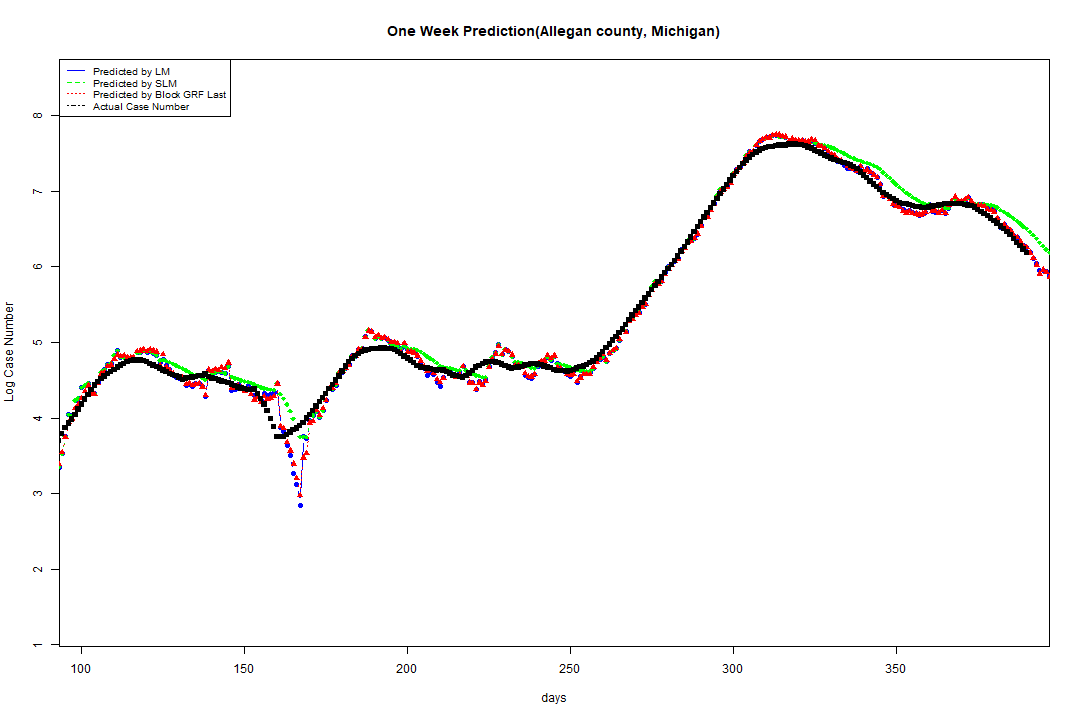 One Week Prediction(Allegan county, Michigan)
Predicted by LM
Predicted by SLM
Predicted by Block GRF Last
Actual Case Number
8
7
6
5
4
3
2
1
Log Case Number
100 150 200 250 300 350
days